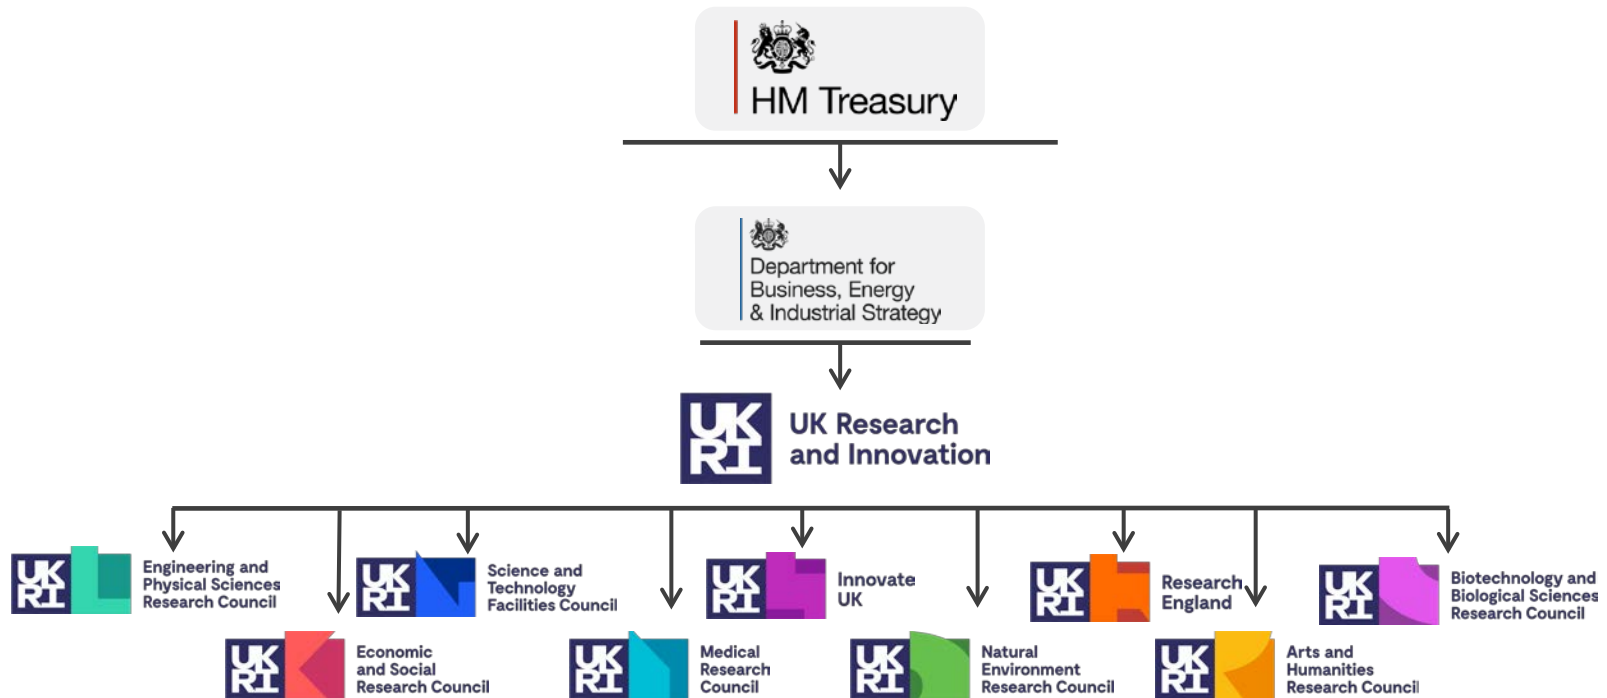 HM Treasury
Department for
Business, Energy
& Industrial Strategy
UK
RI
UK Research
and Innovation
UK
RI
Engineering and
Physical Sciences
Research Council
UK
RI
Science and
Technology
Facilities Council
UK
RI
Innovate
UK
UK
RI
Research
England
UK
RI
Biotechnology and
Biological Sciences
Research Council
UK
RI
Economic
and Social
Research Council
UK
RI
Medical
Research
Council
UK
RI
Natural
Environment
Research Council
UK
RI
Arts and
Humanities
Research Council